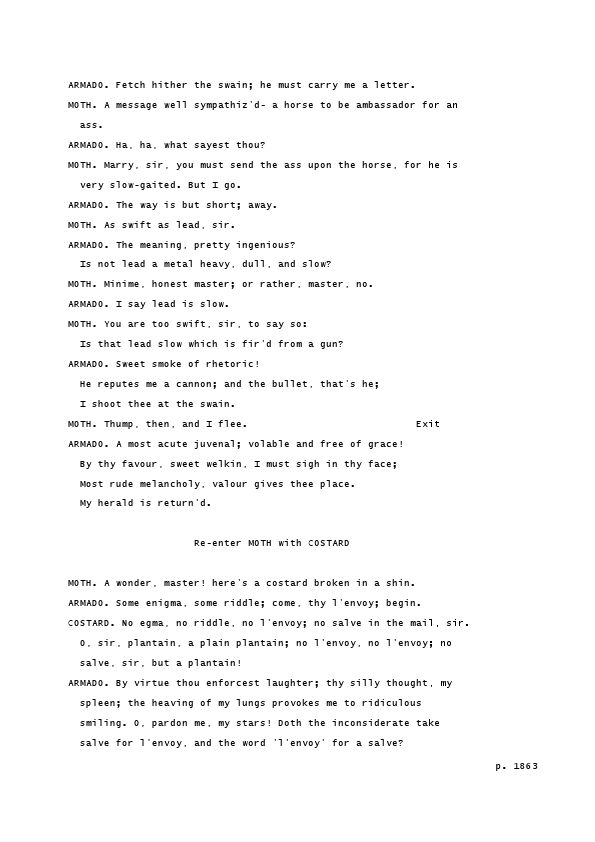 ARMADO. Fetch hither the swain; he must carry me a letter.
MOTH. A message well sympathiz'd- a horse to be ambassador for an
ass.
ARMADO. Ha, ha, what sayest thou?
MOTH. Marry, sir, you must send the ass upon the horse, for he is
very slow-gaited. But I go.
ARMADO. The way is but short; away.
MOTH. As swift as lead, sir.
ARMADO. The meaning, pretty ingenious?
Is not lead a metal heavy, dull, and slow?
MOTH. Minime, honest master; or rather, master, no.
ARMADO. I say lead is slow.
MOTH. You are too swift, sir, to say so:
Is that lead slow which is fir'd from a gun?
ARMADO. Sweet smoke of rhetoric!
He reputes me a cannon; and the bullet, that's he;
I shoot thee at the swain.
MOTH. Thump, then, and I flee. Exit
ARMADO. A most acute juvenal; volable and free of grace!
By thy favour, sweet welkin, I must sigh in thy face;
Most rude melancholy, valour gives thee place.
My herald is return'd.
Re-enter MOTH with COSTARD
MOTH. A wonder, master! here's a costard broken in a shin.
ARMADO. Some enigma, some riddle; come, thy l'envoy; begin.
COSTARD. No egma, no riddle, no l'envoy; no salve in the mail, sir.
O, sir, plantain, a plain plantain; no l'envoy, no l'envoy; no
salve, sir, but a plantain!
ARMADO. By virtue thou enforcest laughter; thy silly thought, my
spleen; the heaving of my lungs provokes me to ridiculous
smiling. O, pardon me, my stars! Doth the inconsiderate take
salve for l'envoy, and the word 'l'envoy' for a salve?
p. 1863